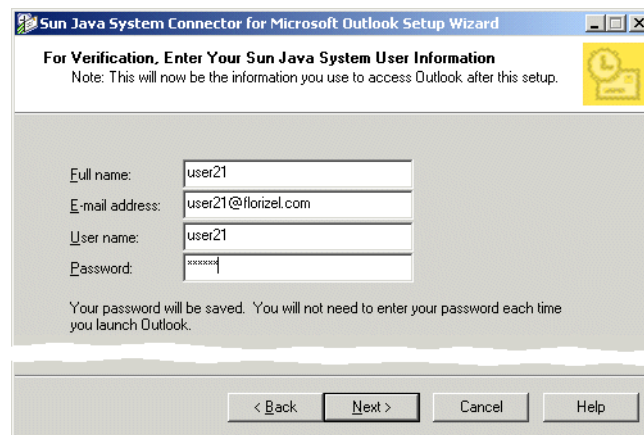 Sun Java System Connector for Microsoft Outlook Setup Wizard
For Verification, Enter Your Sun Java System User Information
Note: This will now be the information you use to access Outlook after this setup.
Full name: user21
E-mail address: user21@florizel.com
User name: user21
Password: ******
Your password will be saved. You will not need to enter your password each time
you launch Outlook.
< Back Next > Cancel Help